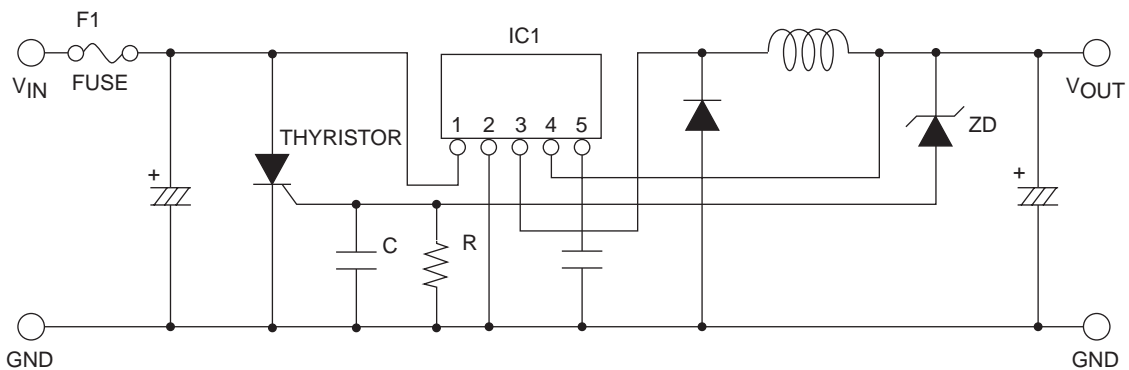 F1
IC1
VIN
FUSE
VOUT
1 2 3 4 5
THYRISTOR
ZD
+
+
C
R
GND
GND